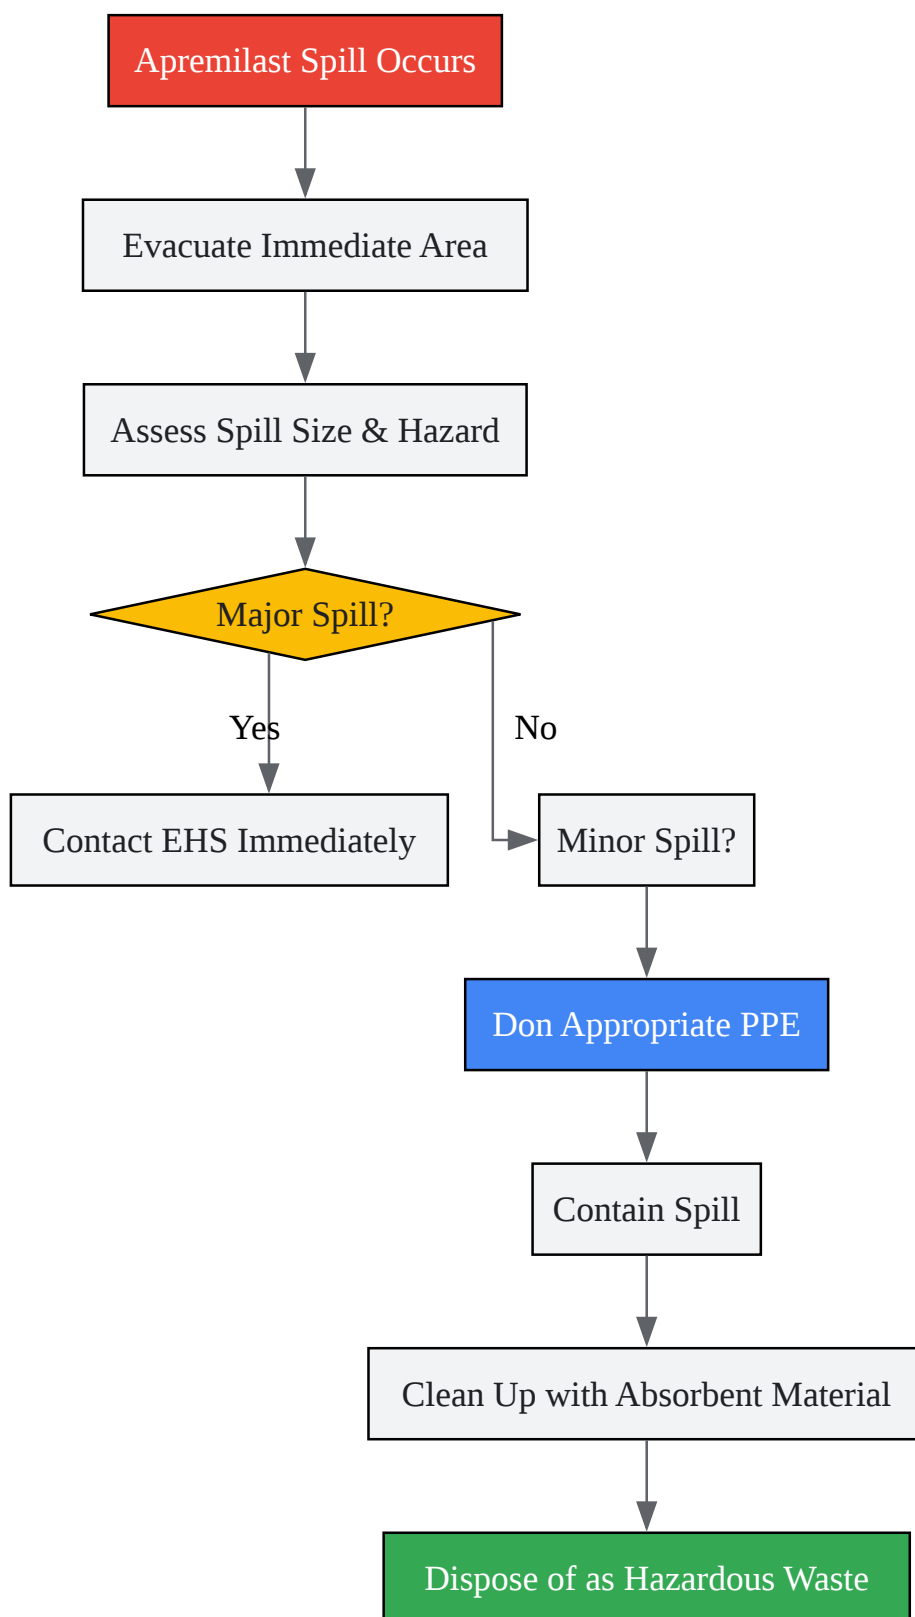 Apremilast Spill Occurs
Evacuate Immediate Area
Assess Spill Size & Hazard
Major Spill?
Yes
No
Contact EHS Immediately
Minor Spill?
Don Appropriate PPE
Contain Spill
Clean Up with Absorbent Material
Dispose of as Hazardous Waste